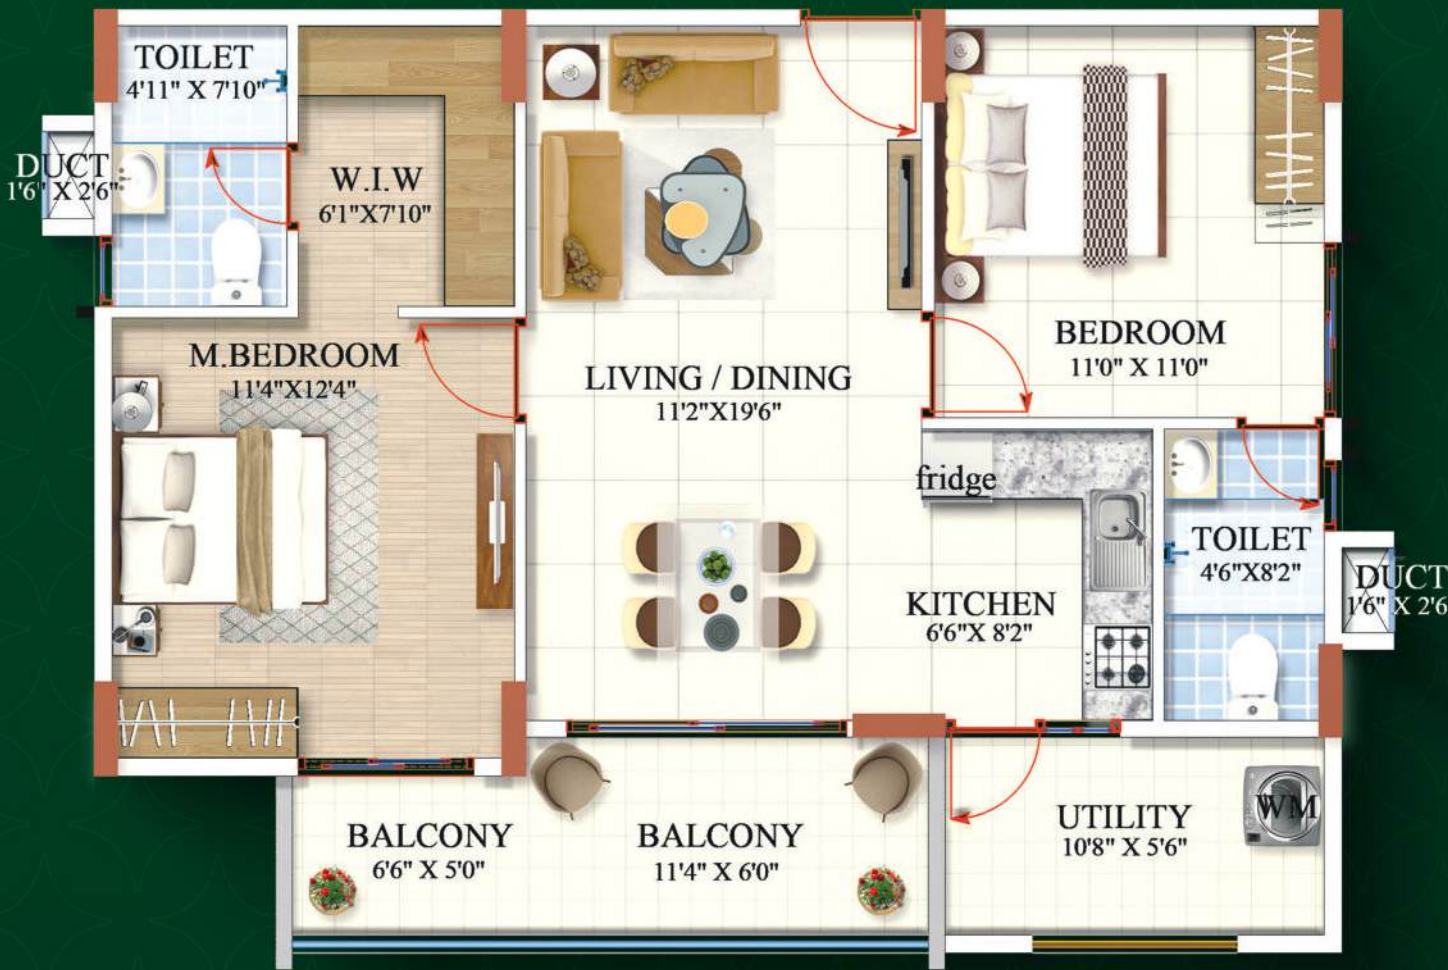 TOILET
4'11" X 7'10"
DUCT
1'6" X 2'6"
W.I.W
6'1"X7'10"
M.BEDROOM
11'4"X12'4"
LIVING / DINING
11'2"X19'6"
BEDROOM
11'0" X 11'0"
fridge
TOILET
4'6"X8'2"
DUCT
1'6" X 2'6
KITCHEN
6'6"X 8'2"
BALCONY
6'6" X 5'0"
BALCONY
11'4" X 6'0"
UTILITY
10'8" X 5'6"
WM